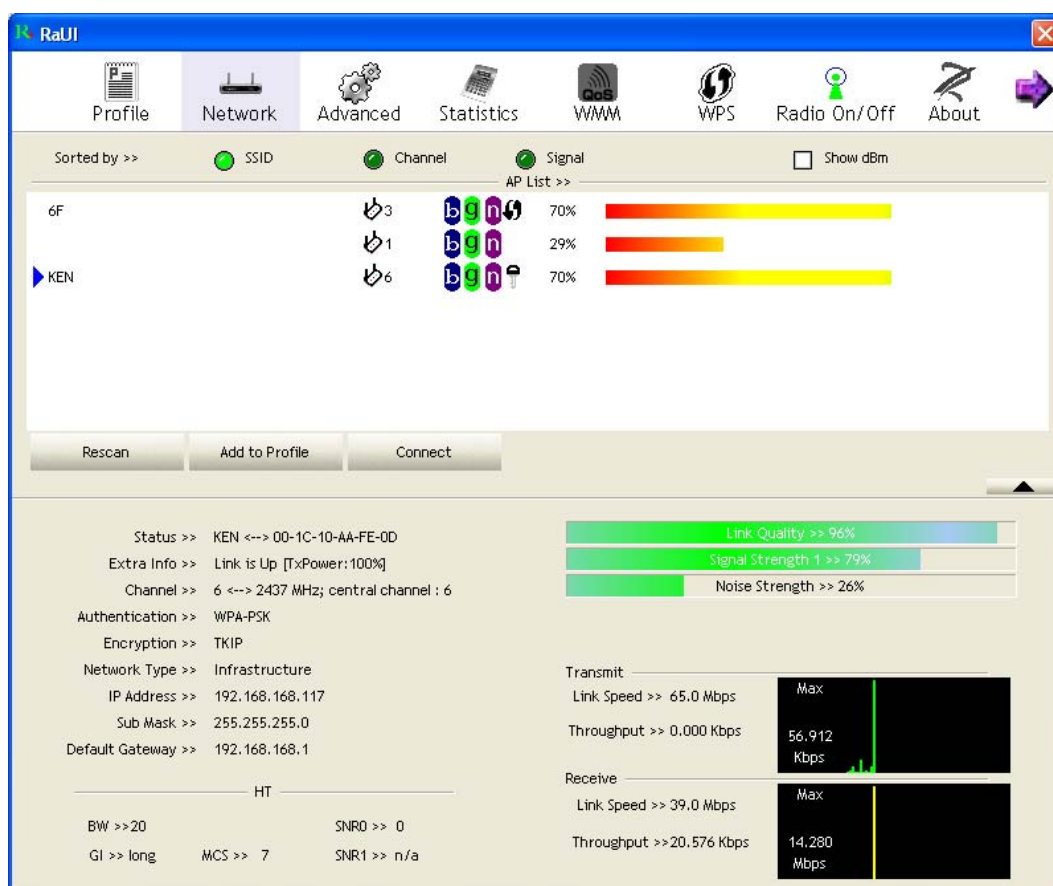 RaUI
Profile Network Advanced Statistics QoS WMM WPS Radio On/Off About
Sorted by >> SSID Channel Signal Show dBm
AP List >>
6F 3 b g n 70%
1 b g n 29%
KEN 6 b g n 70%
Rescan Add to Profile Connect
Status >> KEN <--> 00-1C-10-AA-FE-0D
Extra Info >> Link is Up [TxPower:100%]
Channel >> 6 <--> 2437 MHz; central channel : 6
Authentication >> WPA-PSK
Encryption >> TKIP
Network Type >> Infrastructure
IP Address >> 192.168.168.117
Sub Mask >> 255.255.255.0
Default Gateway >> 192.168.168.1
HT
BW >>20 SNR0 >> 0
GI >> long MCS >> 7 SNR1 >> n/a
Link Quality >> 96%
Signal Strength 1 >> 79%
Noise Strength >> 26%
Transmit
Link Speed >> 65.0 Mbps
Throughput >> 0.000 Kbps
Max
56.912
Kbps
Receive
Link Speed >> 39.0 Mbps
Throughput >>20.576 Kbps
Max
14.280
Mbps